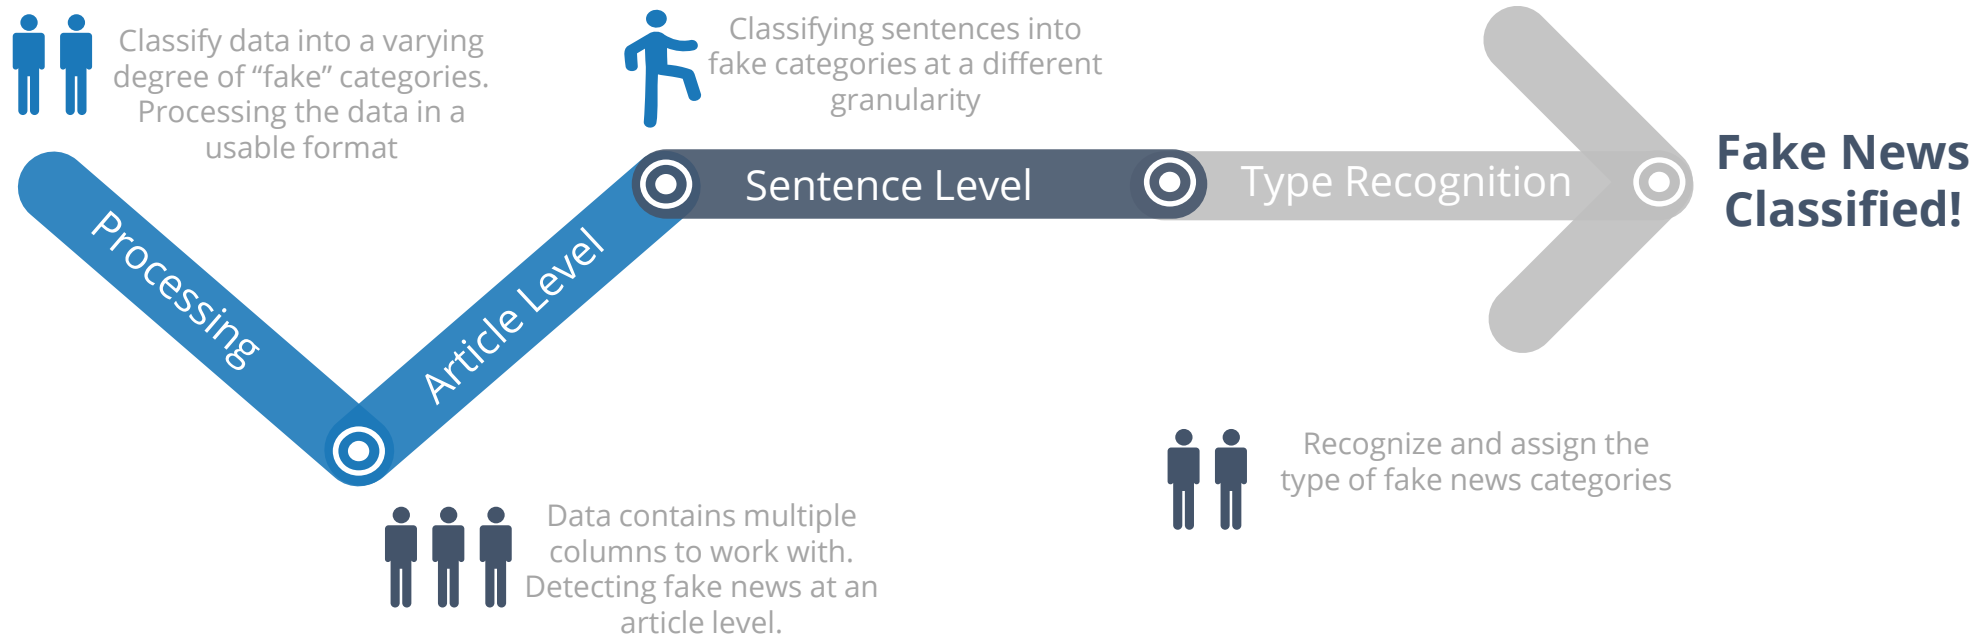 Classify data into a varying
degree of “fake” categories.
Processing the data in a
usable format
Classifying sentences into
fake categories at a different
granularity
Processing
Article Level
Sentence Level
Type Recognition
Fake News
Classified!
Data contains multiple
columns to work with.
Detecting fake news at an
article level.
Recognize and assign the
type of fake news categories